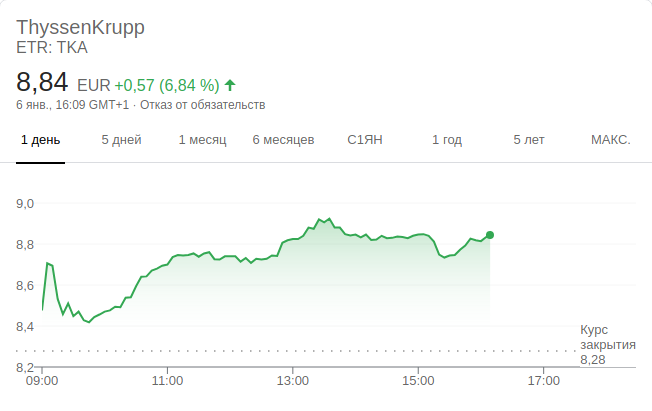 ThyssenKrupp
ETR: TKA
8,84 EUR +0,57 (6,84 %)
6 янв., 16:09 GMT+1 · Отказ от обязательств
1 день 5 дней 1 месяц 6 месяцев С1ЯН 1 год 5 лет МАКС.
9,0
8,8
8,6
8,4
Курс
закрытия
8,28
8,2
09:00 11:00 13:00 15:00 17:00